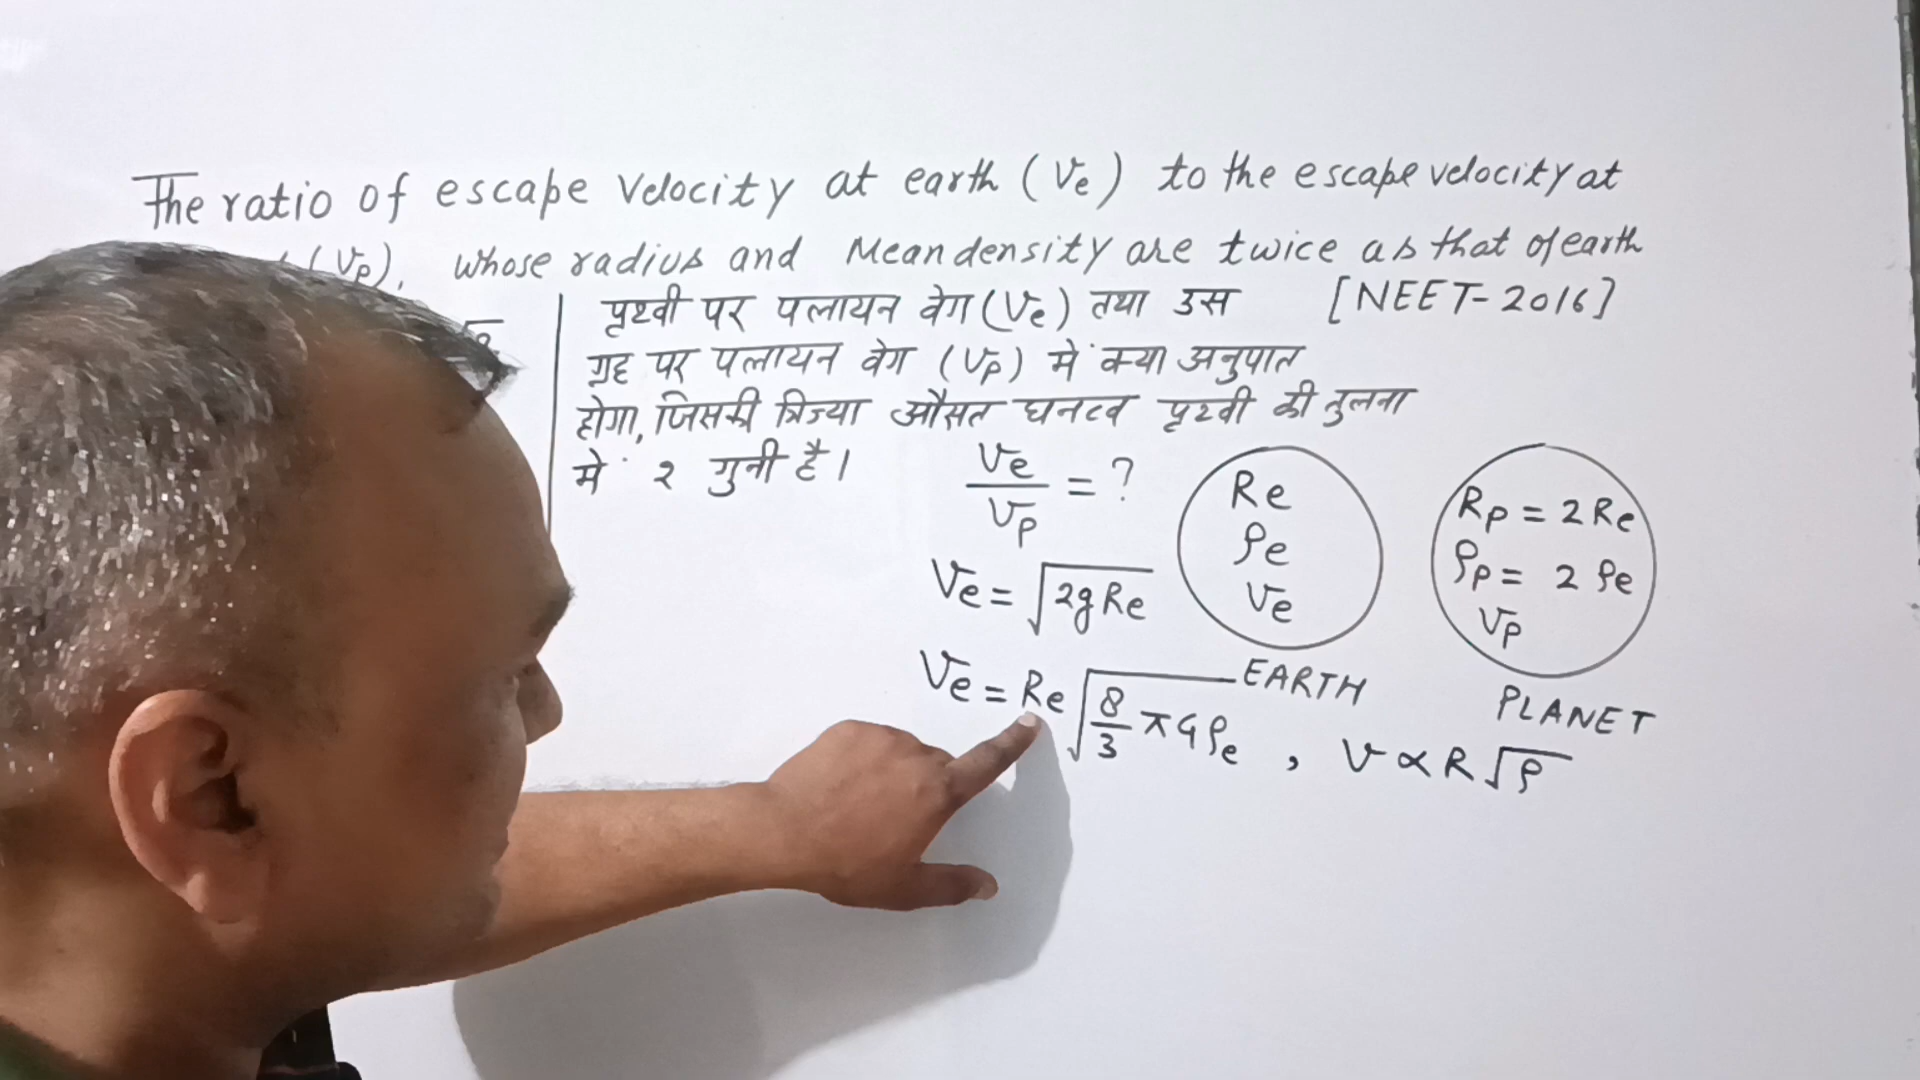 The ratio of escape Velocity at earth (Ve) to the escape velocity at
(Vp), whose radius and Mean density are twice as that of earth
[NEET-2016]
पृथ्वी पर पलायन वेग (Ve) तथा उस
ग्रह पर पलायन वेग (Vp) में क्या अनुपात
होगा, जिसकी त्रिज्या औसत घनत्व पृथ्वी की तुलना
में २ गुनी है।
Ve/Vp = ?
Ve = √2gRe
Ve = Re √8/3 πGρe , V ∝ R√ρ
Re
ρe
Ve
EARTH
Rp = 2Re
ρp = 2ρe
Vp
PLANET